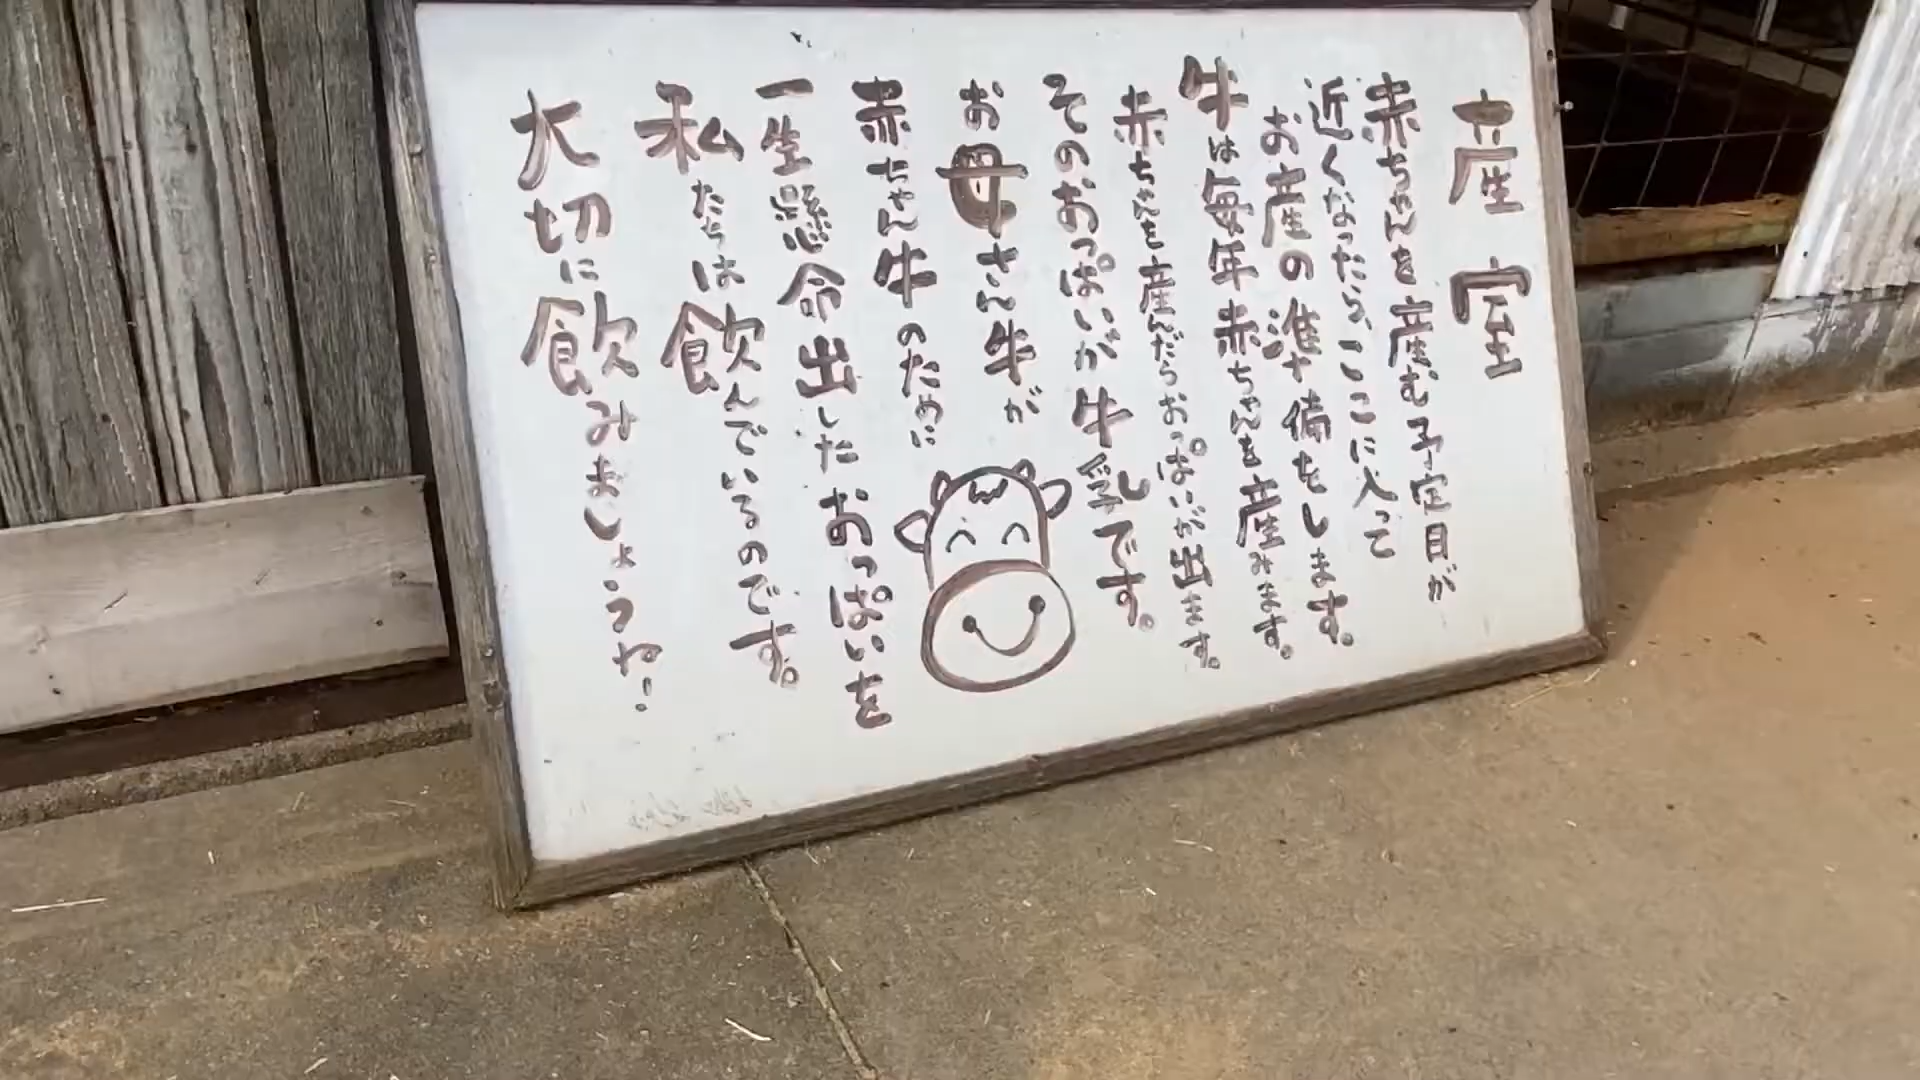 産室
赤ちゃんを産む予定日が
近くなったら、ここに入って
お産の準備をします。
牛は毎年赤ちゃんを産みます。
赤ちゃんを産んだらおっぱいが出ます。
そのおっぱいが牛乳です。
お母さん牛が
赤ちゃん牛のために
一生懸命出したおっぱいを
私たちは飲んでいるのです。
大切に飲みましょうね!